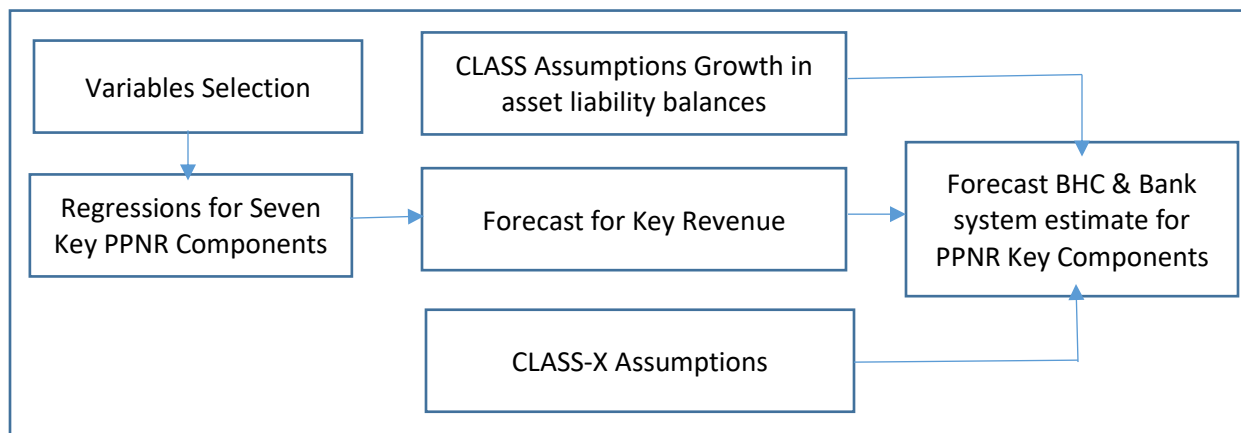 Variables Selection
CLASS Assumptions Growth in
asset liability balances
Regressions for Seven
Key PPNR Components
Forecast for Key Revenue
Forecast BHC & Bank
system estimate for
PPNR Key Components
CLASS-X Assumptions